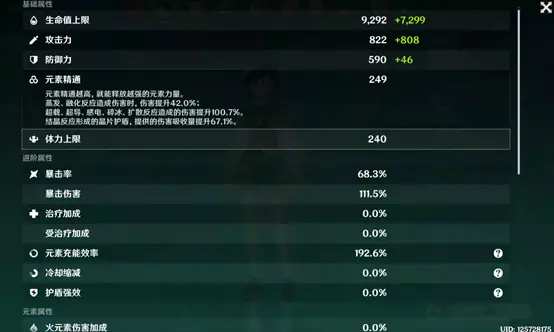 基础属性
生命值上限 9,292 +7,299
攻击力 822 +808
防御力 590 +46
元素精通 249
元素精通越高，就能释放越强的元素力量。
蒸发、融化反应造成伤害时，伤害提升42.0%；
超载、超导、感电、碎冰、扩散反应造成的伤害提升100.7%。
结晶反应形成的晶片护盾，提供的伤害吸收量提升67.1%。
体力上限 240
进阶属性
暴击率 68.3%
暴击伤害 111.5%
治疗加成 0.0%
受治疗加成 0.0%
元素充能效率 192.6%
冷却缩减 0.0%
护盾强效 0.0%
元素属性
火元素伤害加成 0.0%
UID: 125728175